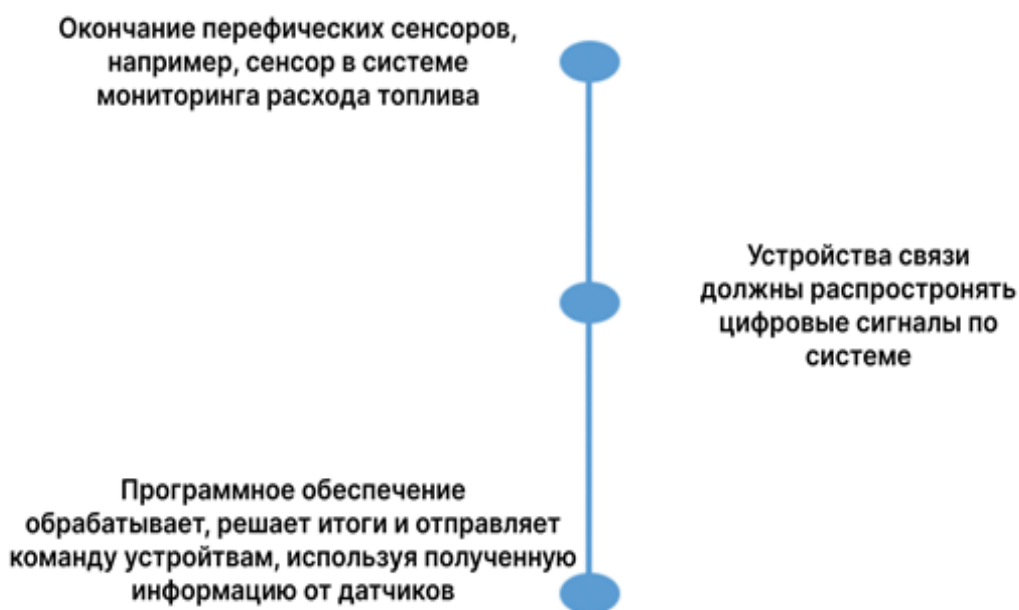 Окончание перефических сенсоров,
например, сенсор в системе
мониторинга расхода топлива
Устройства связи
должны распростронять
цифровые сигналы по
системе
Программное обеспечение
обрабатывает, решает итоги и отправляет
команду устройтвам, используя полученную
информацию от датчиков